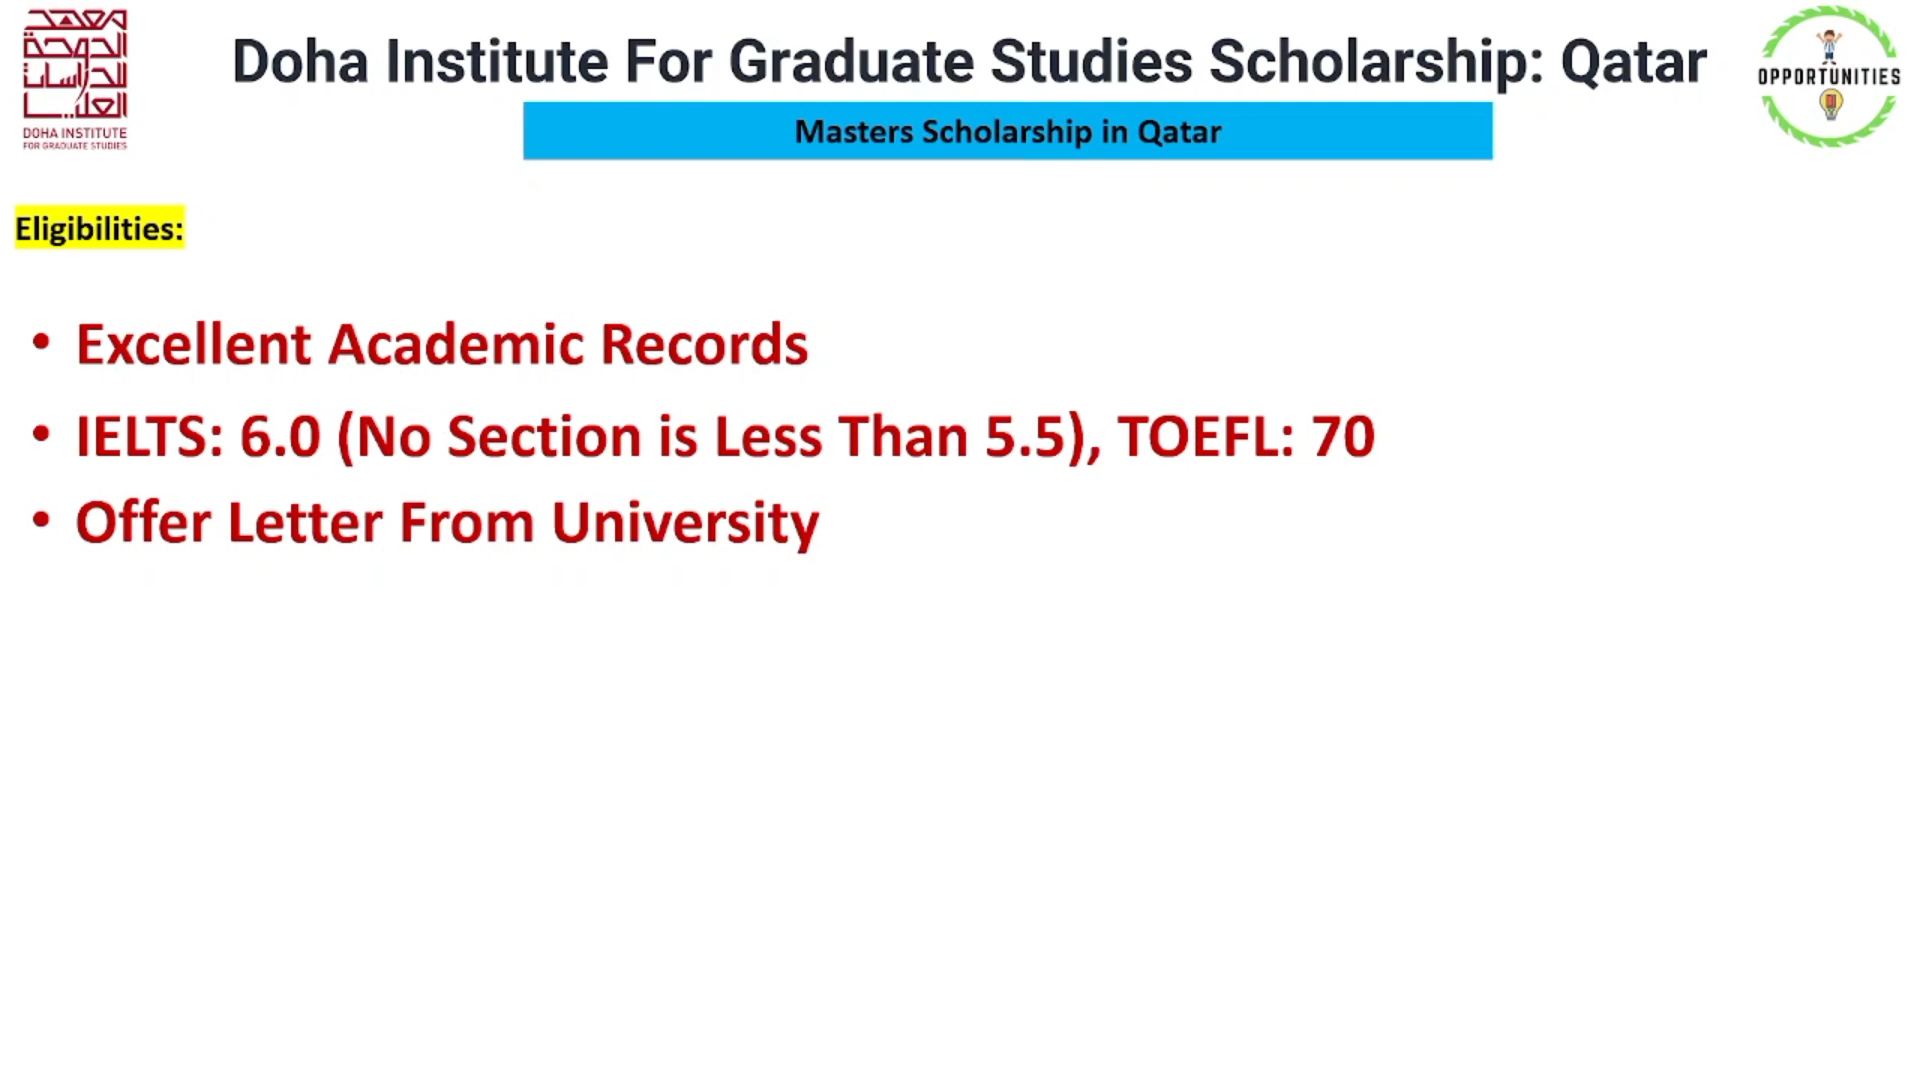 معهد
الدوحة
للدراسات
العليا
DOHA INSTITUTE
FOR GRADUATE STUDIES
Doha Institute For Graduate Studies Scholarship: Qatar
OPPORTUNITIES
Masters Scholarship in Qatar
Eligibilities:
• Excellent Academic Records
• IELTS: 6.0 (No Section is Less Than 5.5), TOEFL: 70
• Offer Letter From University